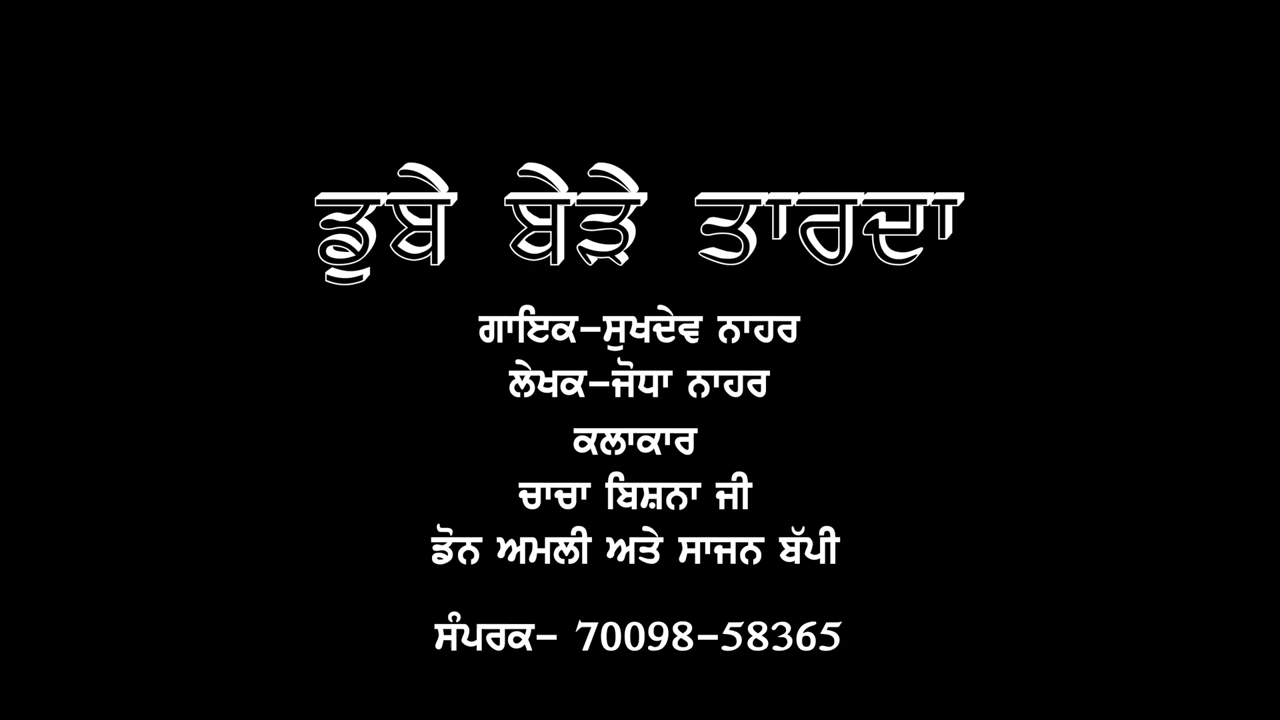 ਡੁਬੇ ਬੇੜੇ ਤਾਰਦਾ
ਗਾਇਕ-ਸੁਖਦੇਵ ਨਾਹਰ
ਲੇਖਕ-ਜੋਧਾ ਨਾਹਰ
ਕਲਾਕਾਰ
ਚਾਚਾ ਬਿਸ਼ਨਾ ਜੀ
ਡੋਨ ਅਮਲੀ ਅਤੇ ਸਾਜਨ ਬੱਪੀ
ਸੰਪਰਕ- 70098-58365